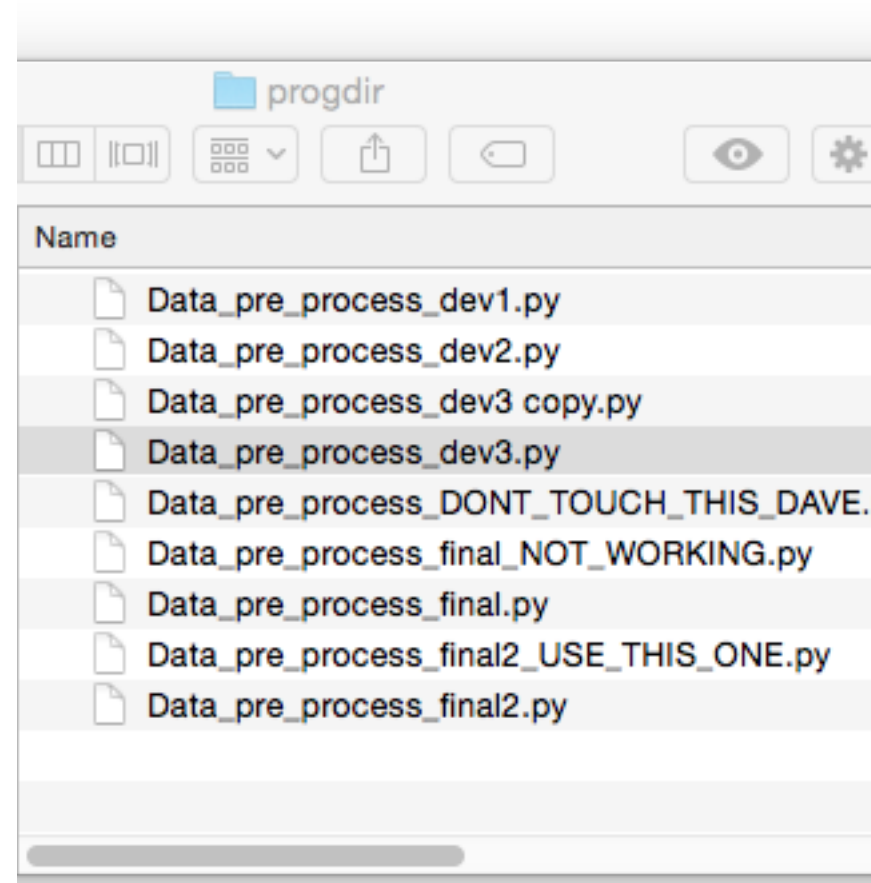 progdir
Name
Data_pre_process_dev1.py
Data_pre_process_dev2.py
Data_pre_process_dev3 copy.py
Data_pre_process_dev3.py
Data_pre_process_DONT_TOUCH_THIS_DAVE.
Data_pre_process_final_NOT_WORKING.py
Data_pre_process_final.py
Data_pre_process_final2_USE_THIS_ONE.py
Data_pre_process_final2.py